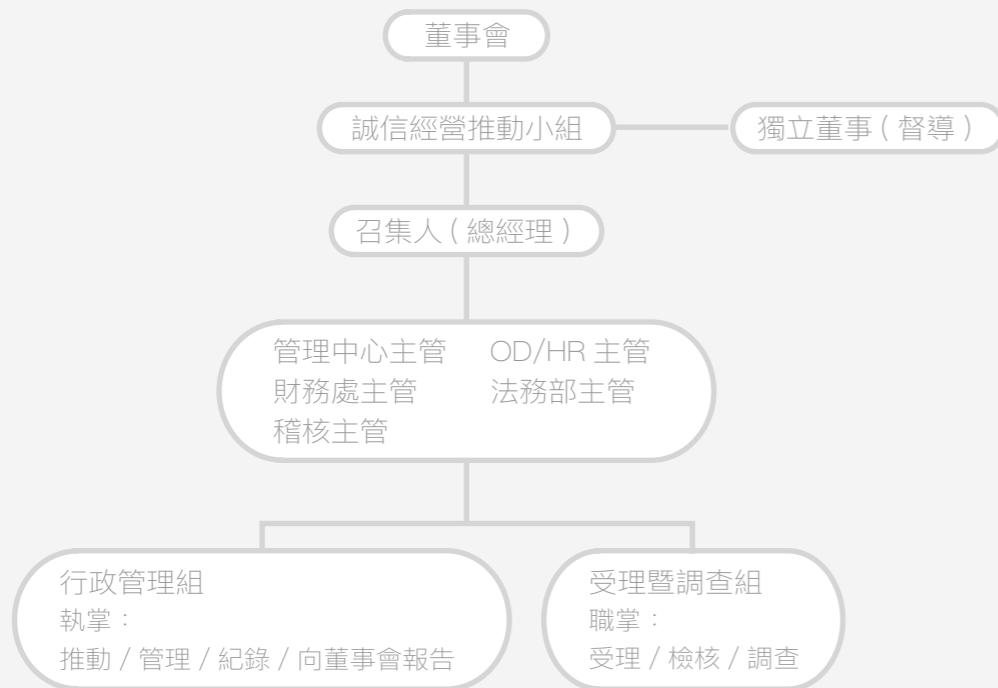 董事會
誠信經營推動小組
獨立董事 ( 督導 )
召集人 ( 總經理 )
管理中心主管 OD/HR 主管
財務處主管 法務部主管
稽核主管
行政管理組
執掌：
推動 / 管理 / 紀錄 / 向董事會報告
受理暨調查組
職掌：
受理 / 檢核 / 調查